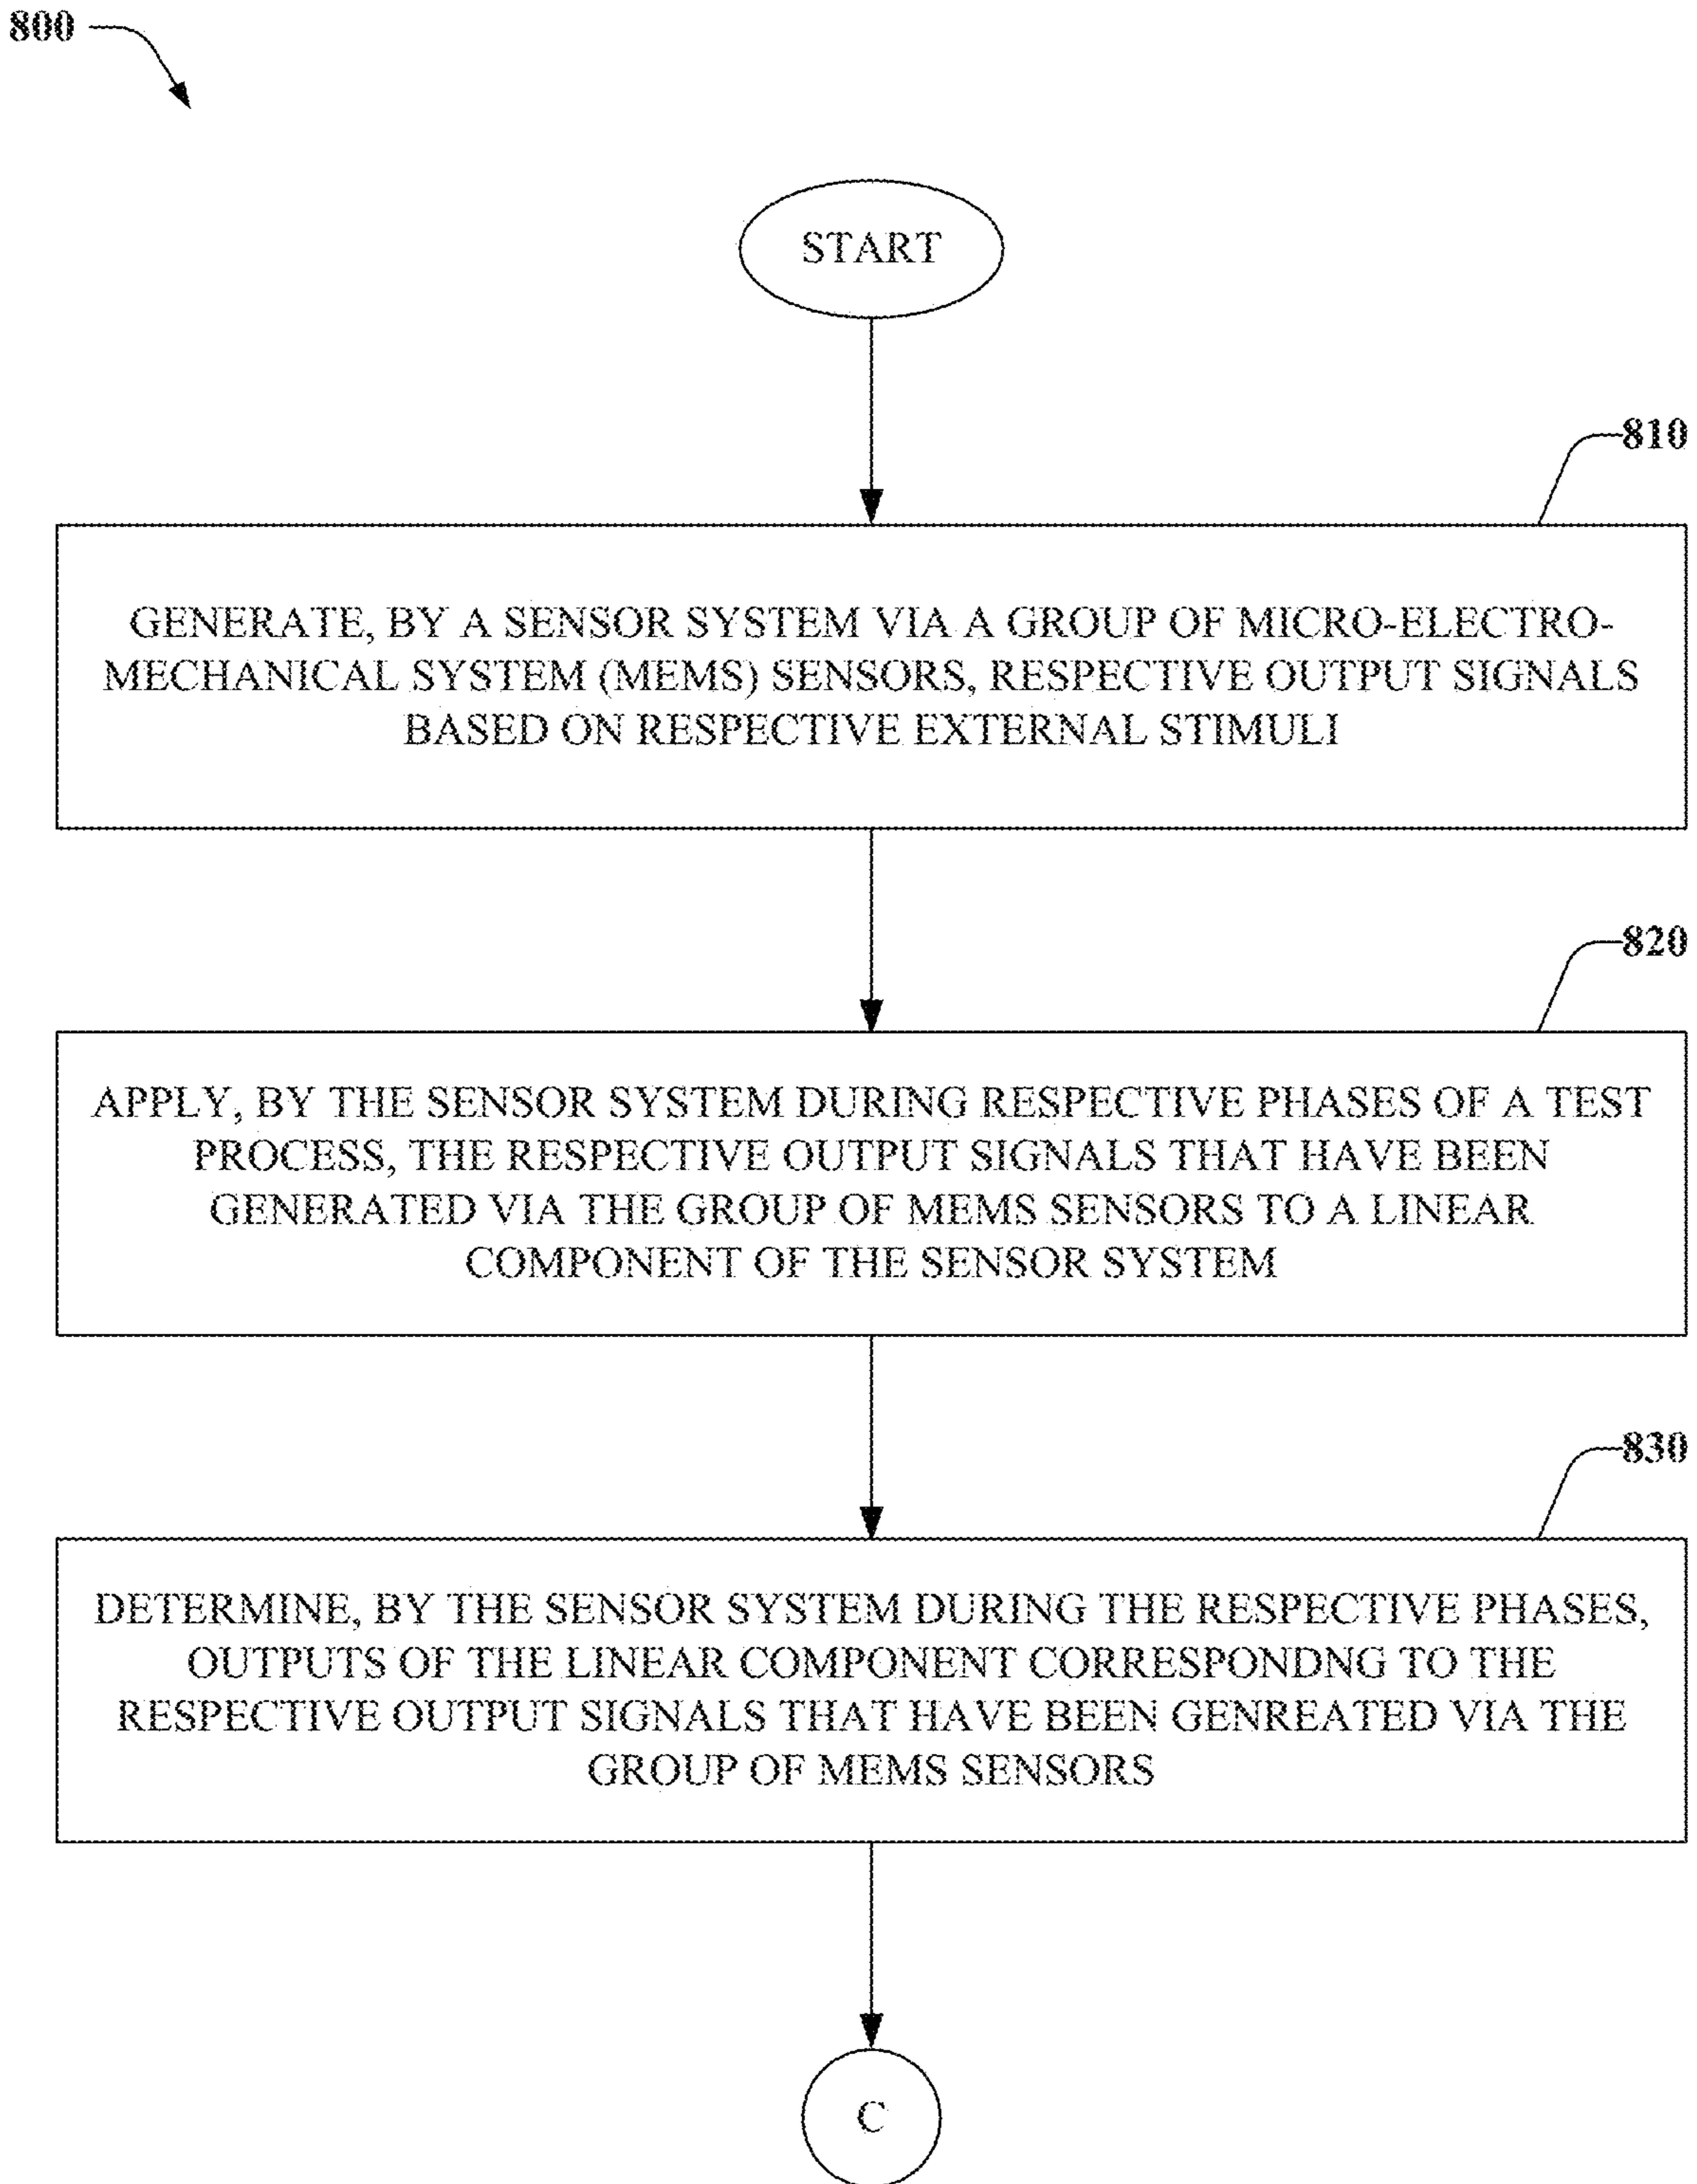 800
START
810
GENERATE, BY A SENSOR SYSTEM VIA A GROUP OF MICRO-ELECTRO-
MECHANICAL SYSTEM (MEMS) SENSORS, RESPECTIVE OUTPUT SIGNALS
BASED ON RESPECTIVE EXTERNAL STIMULI
820
APPLY, BY THE SENSOR SYSTEM DURING RESPECTIVE PHASES OF A TEST
PROCESS, THE RESPECTIVE OUTPUT SIGNALS THAT HAVE BEEN
GENERATED VIA THE GROUP OF MEMS SENSORS TO A LINEAR
COMPONENT OF THE SENSOR SYSTEM
830
DETERMINE, BY THE SENSOR SYSTEM DURING THE RESPECTIVE PHASES,
OUTPUTS OF THE LINEAR COMPONENT CORRESPONDNG TO THE
RESPECTIVE OUTPUT SIGNALS THAT HAVE BEEN GENREATED VIA THE
GROUP OF MEMS SENSORS
C